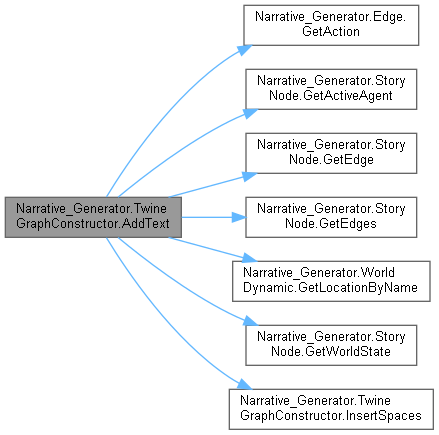 Narrative_Generator.Edge.
GetAction
Narrative_Generator.Story
Node.GetActiveAgent
Narrative_Generator.Story
Node.GetEdge
Narrative_Generator.Twine
GraphConstructor.AddText
Narrative_Generator.Story
Node.GetEdges
Narrative_Generator.World
Dynamic.GetLocationByName
Narrative_Generator.Story
Node.GetWorldState
Narrative_Generator.Twine
GraphConstructor.InsertSpaces